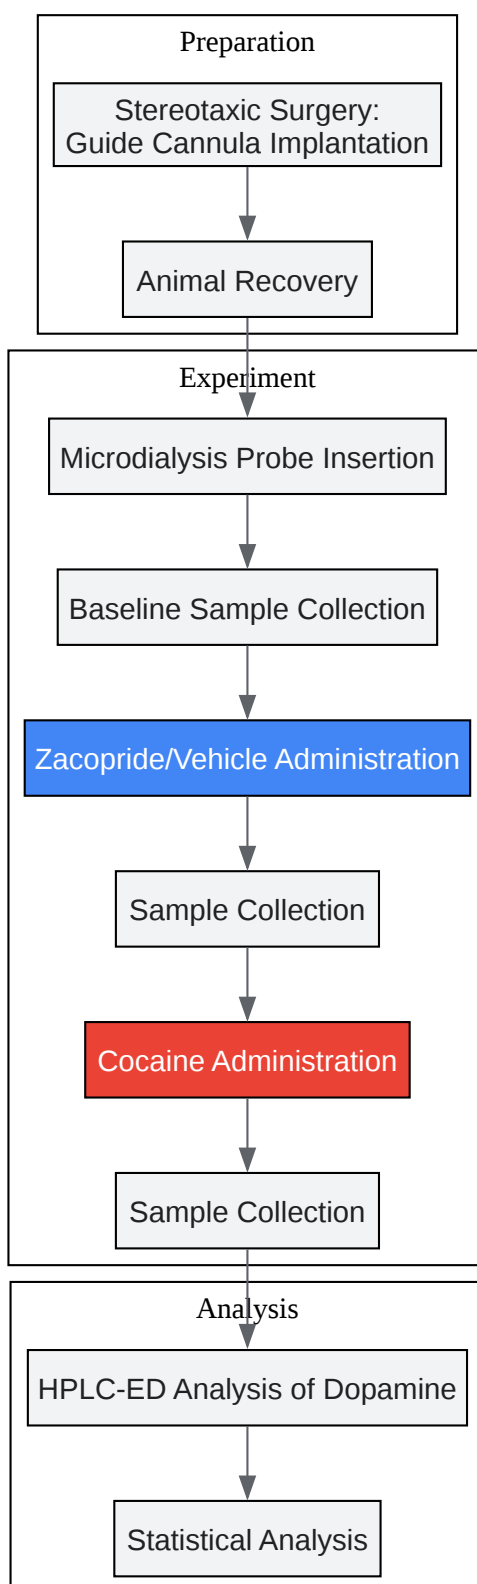 Preparation
Stereotaxic Surgery:
Guide Cannula Implantation
Animal Recovery
Experiment
Microdialysis Probe Insertion
Baseline Sample Collection
Zacopride/Vehicle Administration
Sample Collection
Cocaine Administration
Sample Collection
Analysis
HPLC-ED Analysis of Dopamine
Statistical Analysis